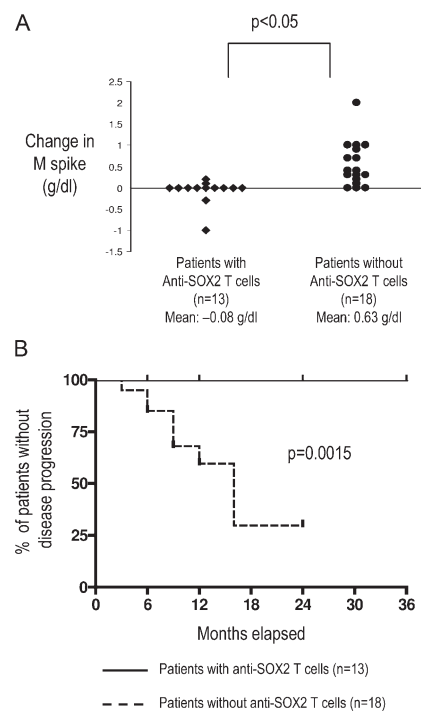 A
p<0.05
2.5
2
1.5
1
0.5
0
-0.5
-1
-1.5
Change in
M spike
(g/dl)
Patients with
Anti-SOX2 T cells
(n=13)
Mean: –0.08 g/dl
Patients without
Anti-SOX2 T cells
(n=18)
Mean: 0.63 g/dl
B
100
75
50
25
0
% of patients without
disease progression
p=0.0015
0 6 12 18 24 30 36
Months elapsed
Patients with anti-SOX2 T cells (n=13)
Patients without anti-SOX2 T cells (n=18)